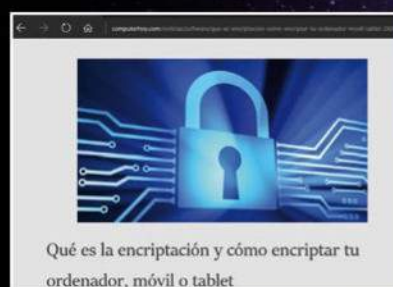 Qué es la encriptación y cómo encriptar tu
ordenador, móvil o tablet